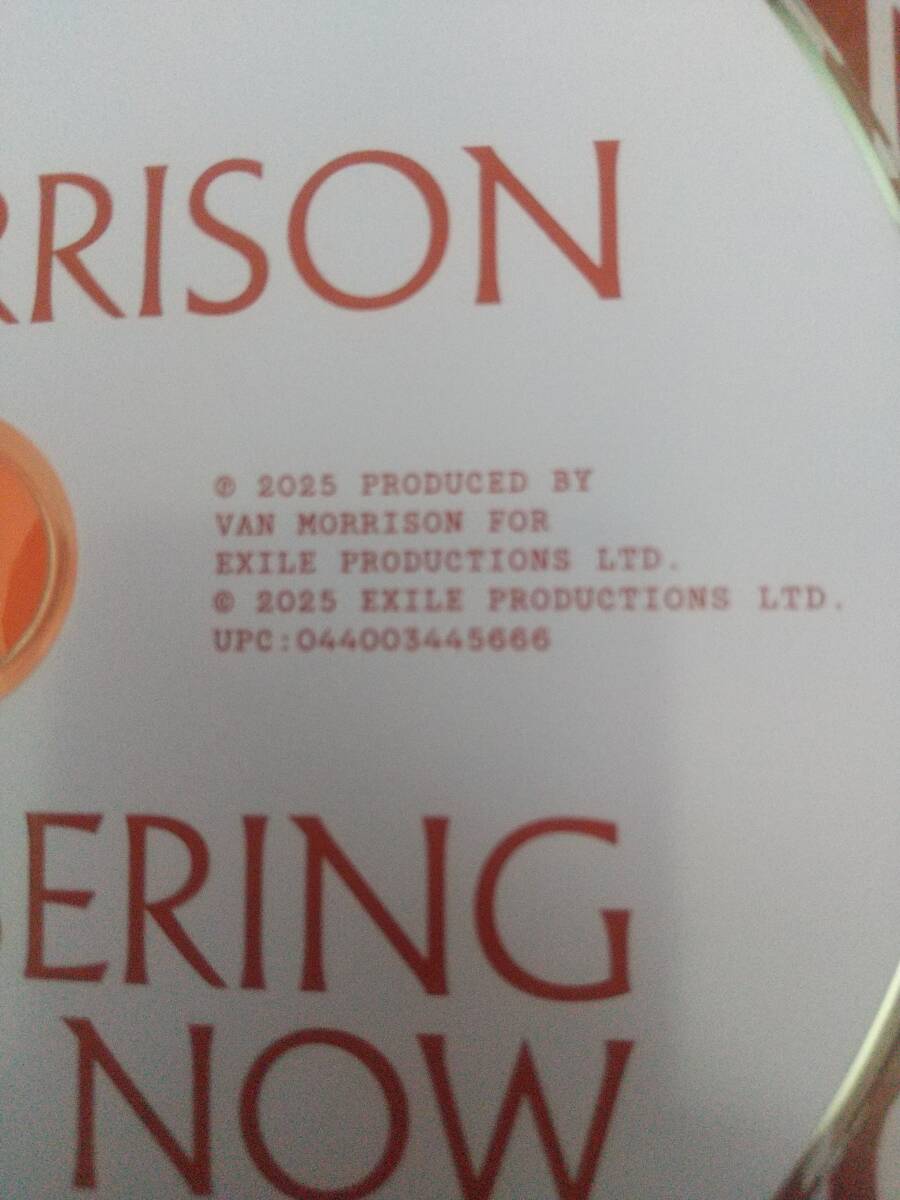 RRISON
℗ 2025 PRODUCED BY
VAN MORRISON FOR
EXILE PRODUCTIONS LTD.
© 2025 EXILE PRODUCTIONS LTD.
UPC:044003445666
ERING
NOW